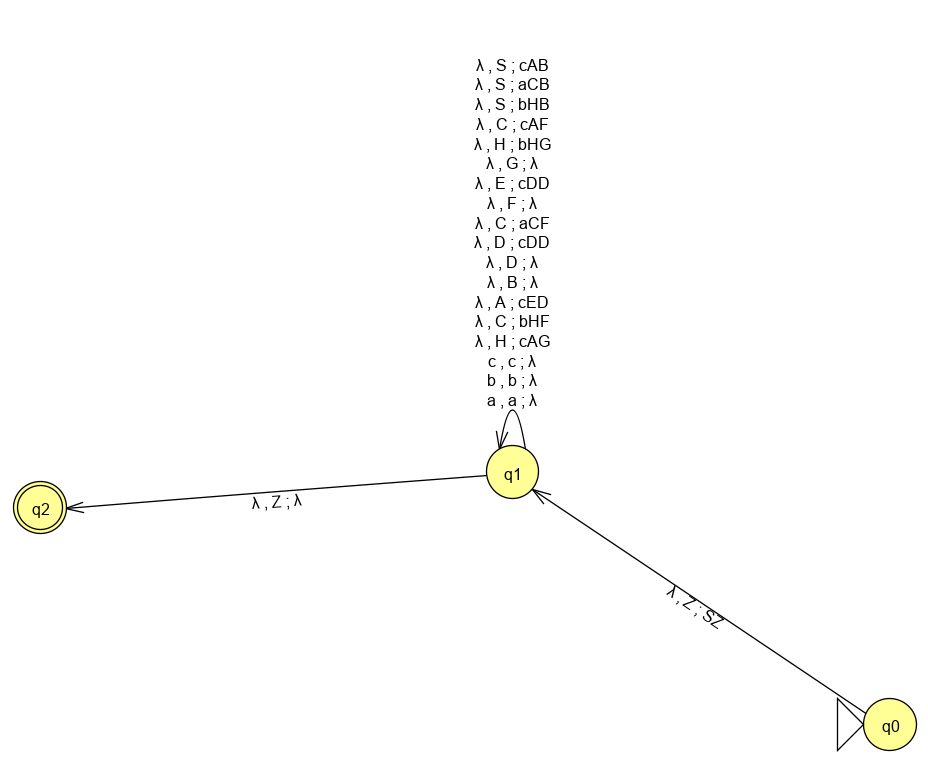 λ , S ; cAB
λ , S ; aCB
λ , S ; bHB
λ , C ; cAF
λ , H ; bHG
λ , G ; λ
λ , E ; cDD
λ , F ; λ
λ , C ; aCF
λ , D ; cDD
λ , D ; λ
λ , B ; λ
λ , A ; cED
λ , C ; bHF
λ , H ; cAG
c , c ; λ
b , b ; λ
a , a ; λ
q1
q2
λ , Z ; λ
λ , Z ; SZ
q0